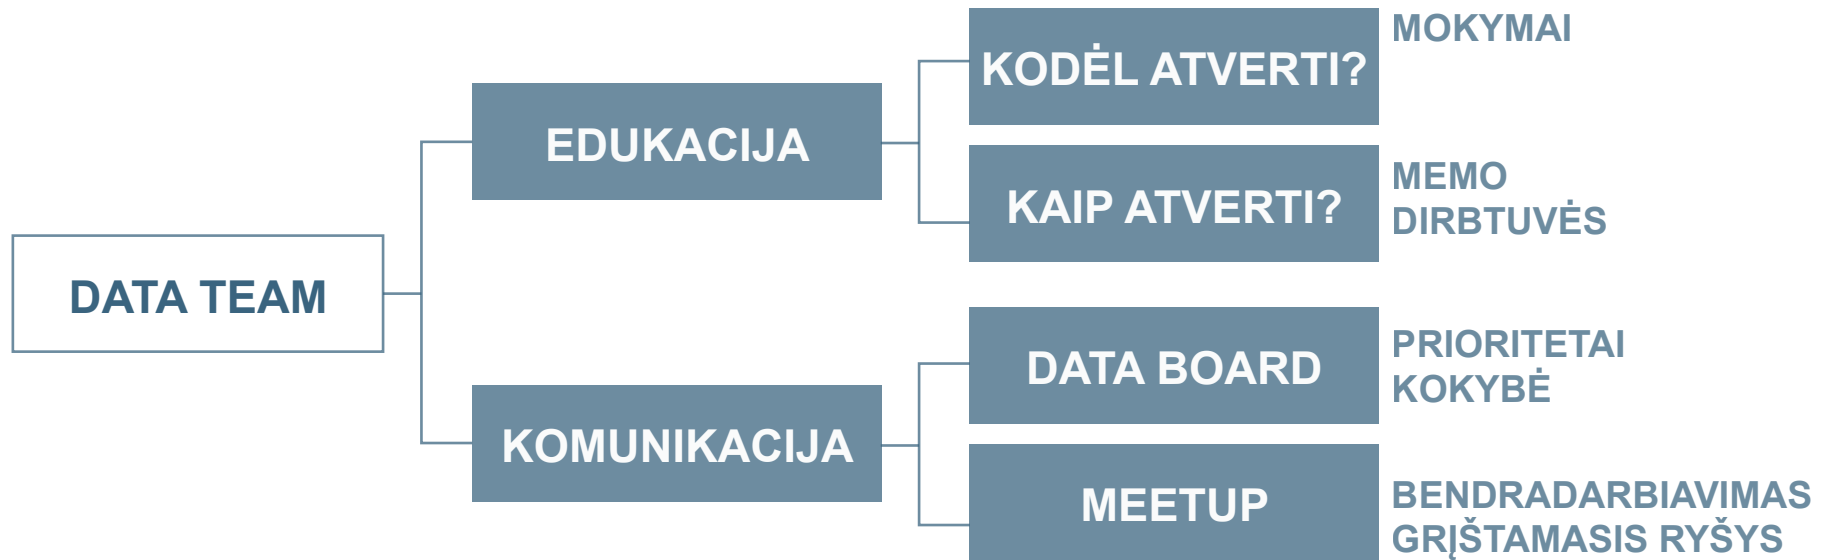 DATA TEAM
EDUKACIJA
KODĖL ATVERTI?
MOKYMAI
KAIP ATVERTI?
MEMO
DIRBTUVĖS
KOMUNIKACIJA
DATA BOARD
PRIORITETAI
KOKYBĖ
MEETUP
BENDRADARBIAVIMAS
GRĮŠTAMASIS RYŠYS